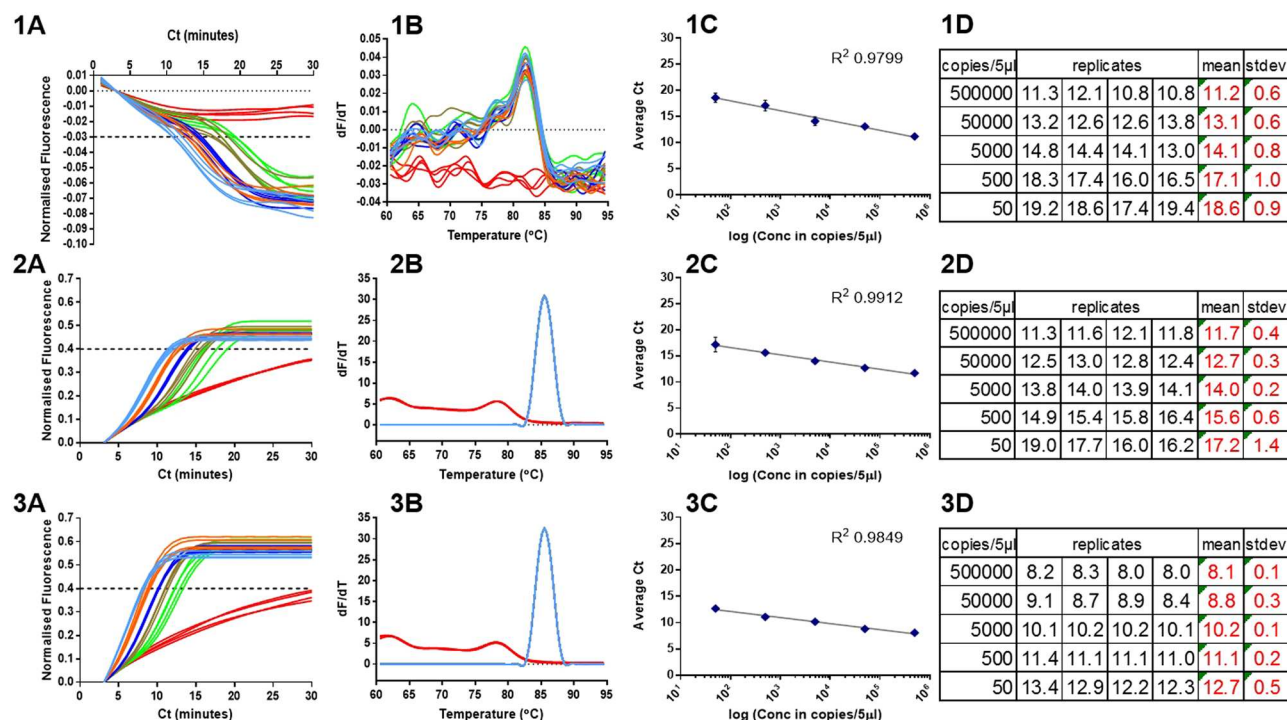 1A
Ct (minutes)
0 5 10 15 20 25 30
Normalised Fluorescence
0.01
0.00
-0.01
-0.02
-0.03
-0.04
-0.05
-0.06
-0.07
-0.08
-0.09
-0.10
1B
dF/dT
0.05
0.04
0.03
0.02
0.01
0.00
-0.01
-0.02
-0.03
-0.04
60 65 70 75 80 85 90 95
Temperature (°C)
1C
R² 0.9799
Average Ct
30
25
20
15
10
5
0
10¹ 10² 10³ 10⁴ 10⁵ 10⁶
log (Conc in copies/5µl)
1D
copies/5µl replicates mean stdev
500000 11.3 12.1 10.8 10.8 11.2 0.6
50000 13.2 12.6 12.6 13.8 13.1 0.6
5000 14.8 14.4 14.1 13.0 14.1 0.8
500 18.3 17.4 16.0 16.5 17.1 1.0
50 19.2 18.6 17.4 19.4 18.6 0.9
2A
Normalised Fluorescence
0.7
0.6
0.5
0.4
0.3
0.2
0.1
0.0
0 5 10 15 20 25 30
Ct (minutes)
2B
dF/dT
35
30
25
20
15
10
5
0
60 65 70 75 80 85 90 95
Temperature (°C)
2C
R² 0.9912
Average Ct
30
25
20
15
10
5
0
10¹ 10² 10³ 10⁴ 10⁵ 10⁶
log (Conc in copies/5µl)
2D
copies/5µl replicates mean stdev
500000 11.3 11.6 12.1 11.8 11.7 0.4
50000 12.5 13.0 12.8 12.4 12.7 0.3
5000 13.8 14.0 13.9 14.1 14.0 0.2
500 14.9 15.4 15.8 16.4 15.6 0.6
50 19.0 17.7 16.0 16.2 17.2 1.4
3A
Normalised Fluorescence
0.7
0.6
0.5
0.4
0.3
0.2
0.1
0.0
0 5 10 15 20 25 30
Ct (minutes)
3B
dF/dT
35
30
25
20
15
10
5
0
60 65 70 75 80 85 90 95
Temperature (°C)
3C
R² 0.9849
Average Ct
30
25
20
15
10
5
0
10¹ 10² 10³ 10⁴ 10⁵ 10⁶
log (Conc in copies/5µl)
3D
copies/5µl replicates mean stdev
500000 8.2 8.3 8.0 8.0 8.1 0.1
50000 9.1 8.7 8.9 8.4 8.8 0.3
5000 10.1 10.2 10.2 10.1 10.2 0.1
500 11.4 11.1 11.1 11.0 11.1 0.2
50 13.4 12.9 12.2 12.3 12.7 0.5